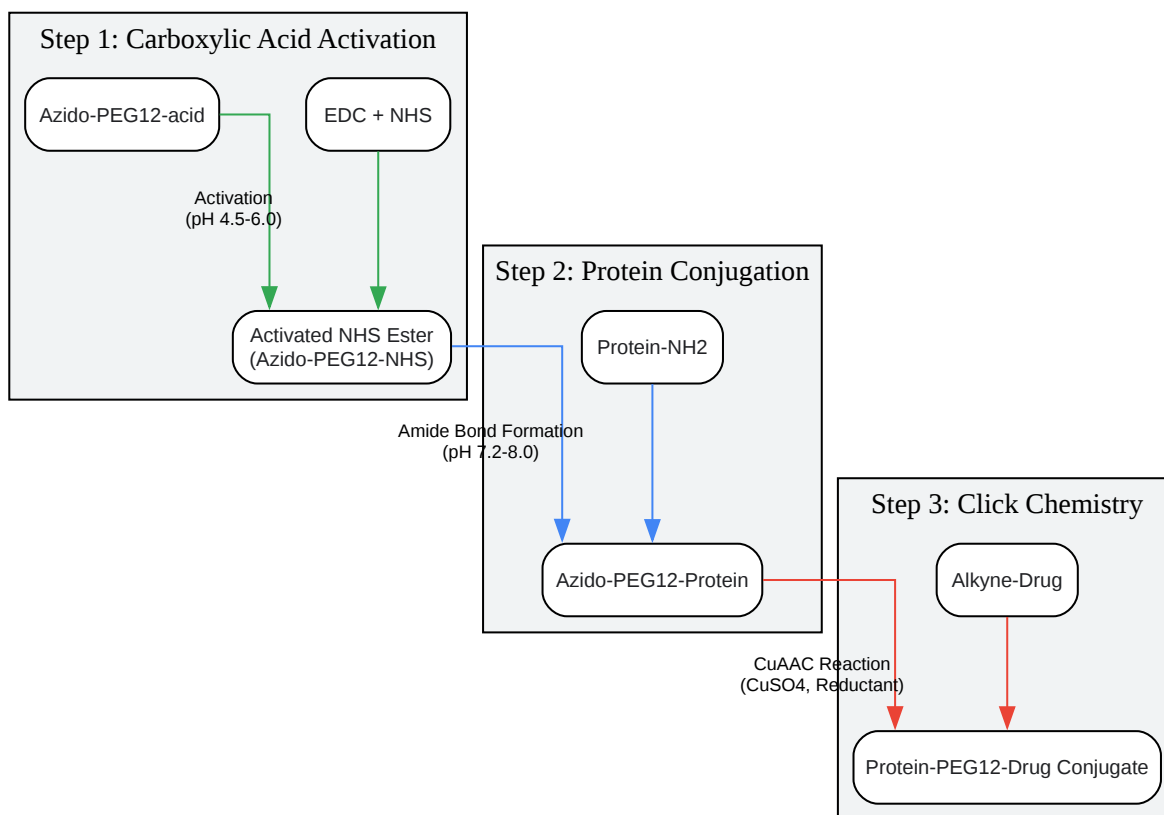 Step 1: Carboxylic Acid Activation
Azido-PEG12-acid
EDC + NHS
Activation
(pH 4.5-6.0)
Activated NHS Ester
(Azido-PEG12-NHS)
Step 2: Protein Conjugation
Protein-NH2
Amide Bond Formation
(pH 7.2-8.0)
Azido-PEG12-Protein
Step 3: Click Chemistry
Alkyne-Drug
CuAAC Reaction
(CuSO4, Reductant)
Protein-PEG12-Drug Conjugate